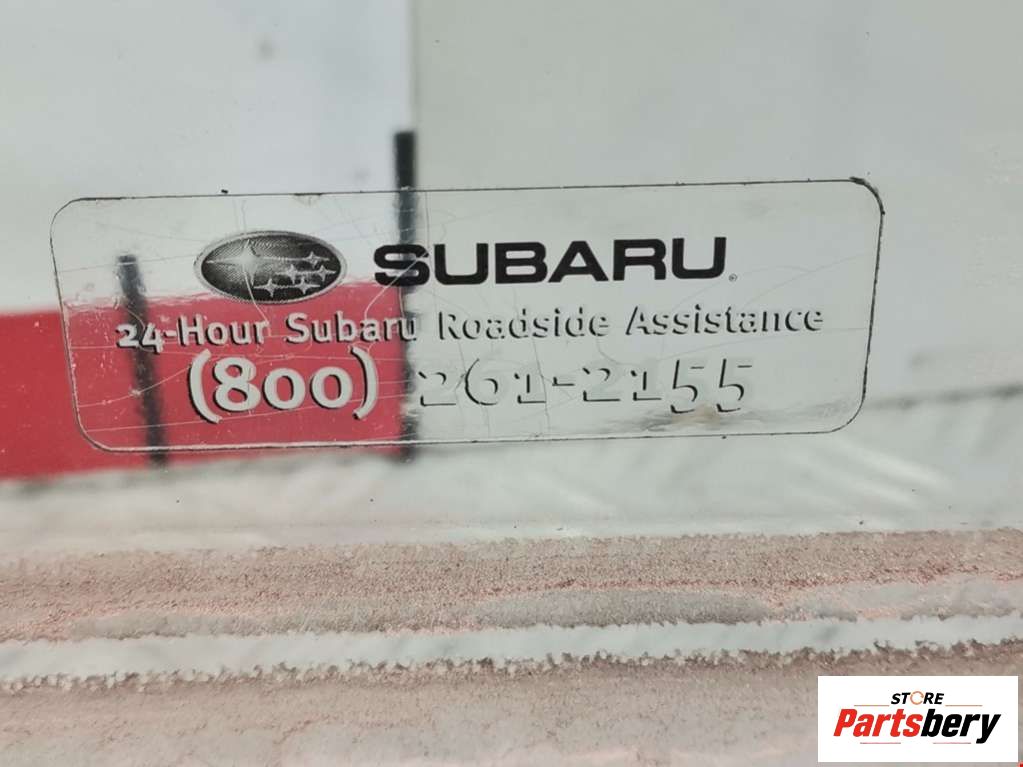 SUBARU
24-Hour Subaru Roadside Assistance
(800) 261-2155
STORE
Partsbery